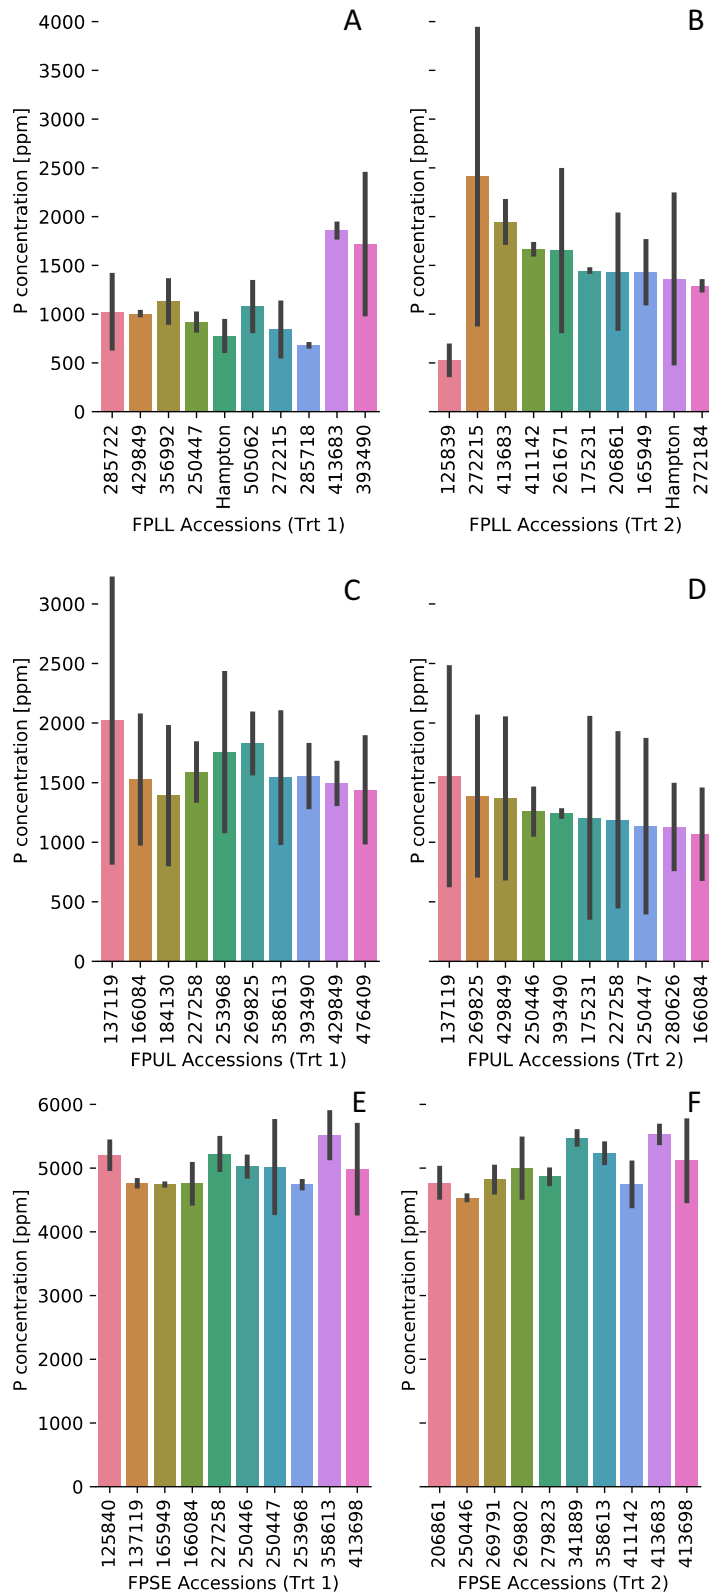 A
B
4000
3500
3000
2500
2000
1500
1000
500
0
P concentration [ppm]
P concentration [ppm]
285722 429849 356992 250447 Hampton 505062 272215 285718 413683 393490
125839 272215 413683 411142 261671 175231 206861 165949 Hampton 272184
FPLL Accessions (Trt 1)
FPLL Accessions (Trt 2)
C
D
3000
2500
2000
1500
1000
500
0
P concentration [ppm]
P concentration [ppm]
137119 166084 184130 227258 253968 269825 358613 393490 429849 476409
137119 269825 429849 250446 393490 175231 227258 250447 280626 166084
FPUL Accessions (Trt 1)
FPUL Accessions (Trt 2)
E
F
6000
5000
4000
3000
2000
1000
0
P concentration [ppm]
P concentration [ppm]
125840 137119 165949 166084 227258 250446 250447 253968 358613 413698
206861 250446 269791 269802 279823 341889 358613 411142 413683 413698
FPSE Accessions (Trt 1)
FPSE Accessions (Trt 2)